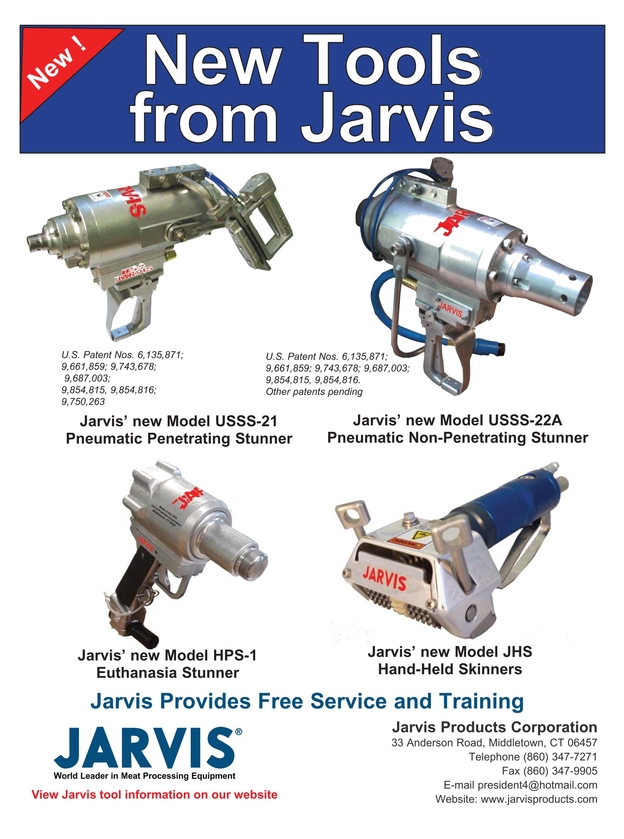 New !
New Tools
from Jarvis
JARVIS
JARVIS
JARVIS
U.S. Patent Nos. 6,135,871;
9,661,859; 9,743,678;
9,687,003;
9,854,815, 9,854,816;
9,750,263
U.S. Patent Nos. 6,135,871;
9,661,859; 9,743,678; 9,687,003;
9,854,815, 9,854,816.
Other patents pending
Jarvis’ new Model USSS-21
Pneumatic Penetrating Stunner
Jarvis’ new Model USSS-22A
Pneumatic Non-Penetrating Stunner
JARVIS
JARVIS
Jarvis’ new Model HPS-1
Euthanasia Stunner
Jarvis’ new Model JHS
Hand-Held Skinners
Jarvis Provides Free Service and Training
JARVIS®
World Leader in Meat Processing Equipment
View Jarvis tool information on our website
Jarvis Products Corporation
33 Anderson Road, Middletown, CT 06457
Telephone (860) 347-7271
Fax (860) 347-9905
E-mail president4@hotmail.com
Website: www.jarvisproducts.com